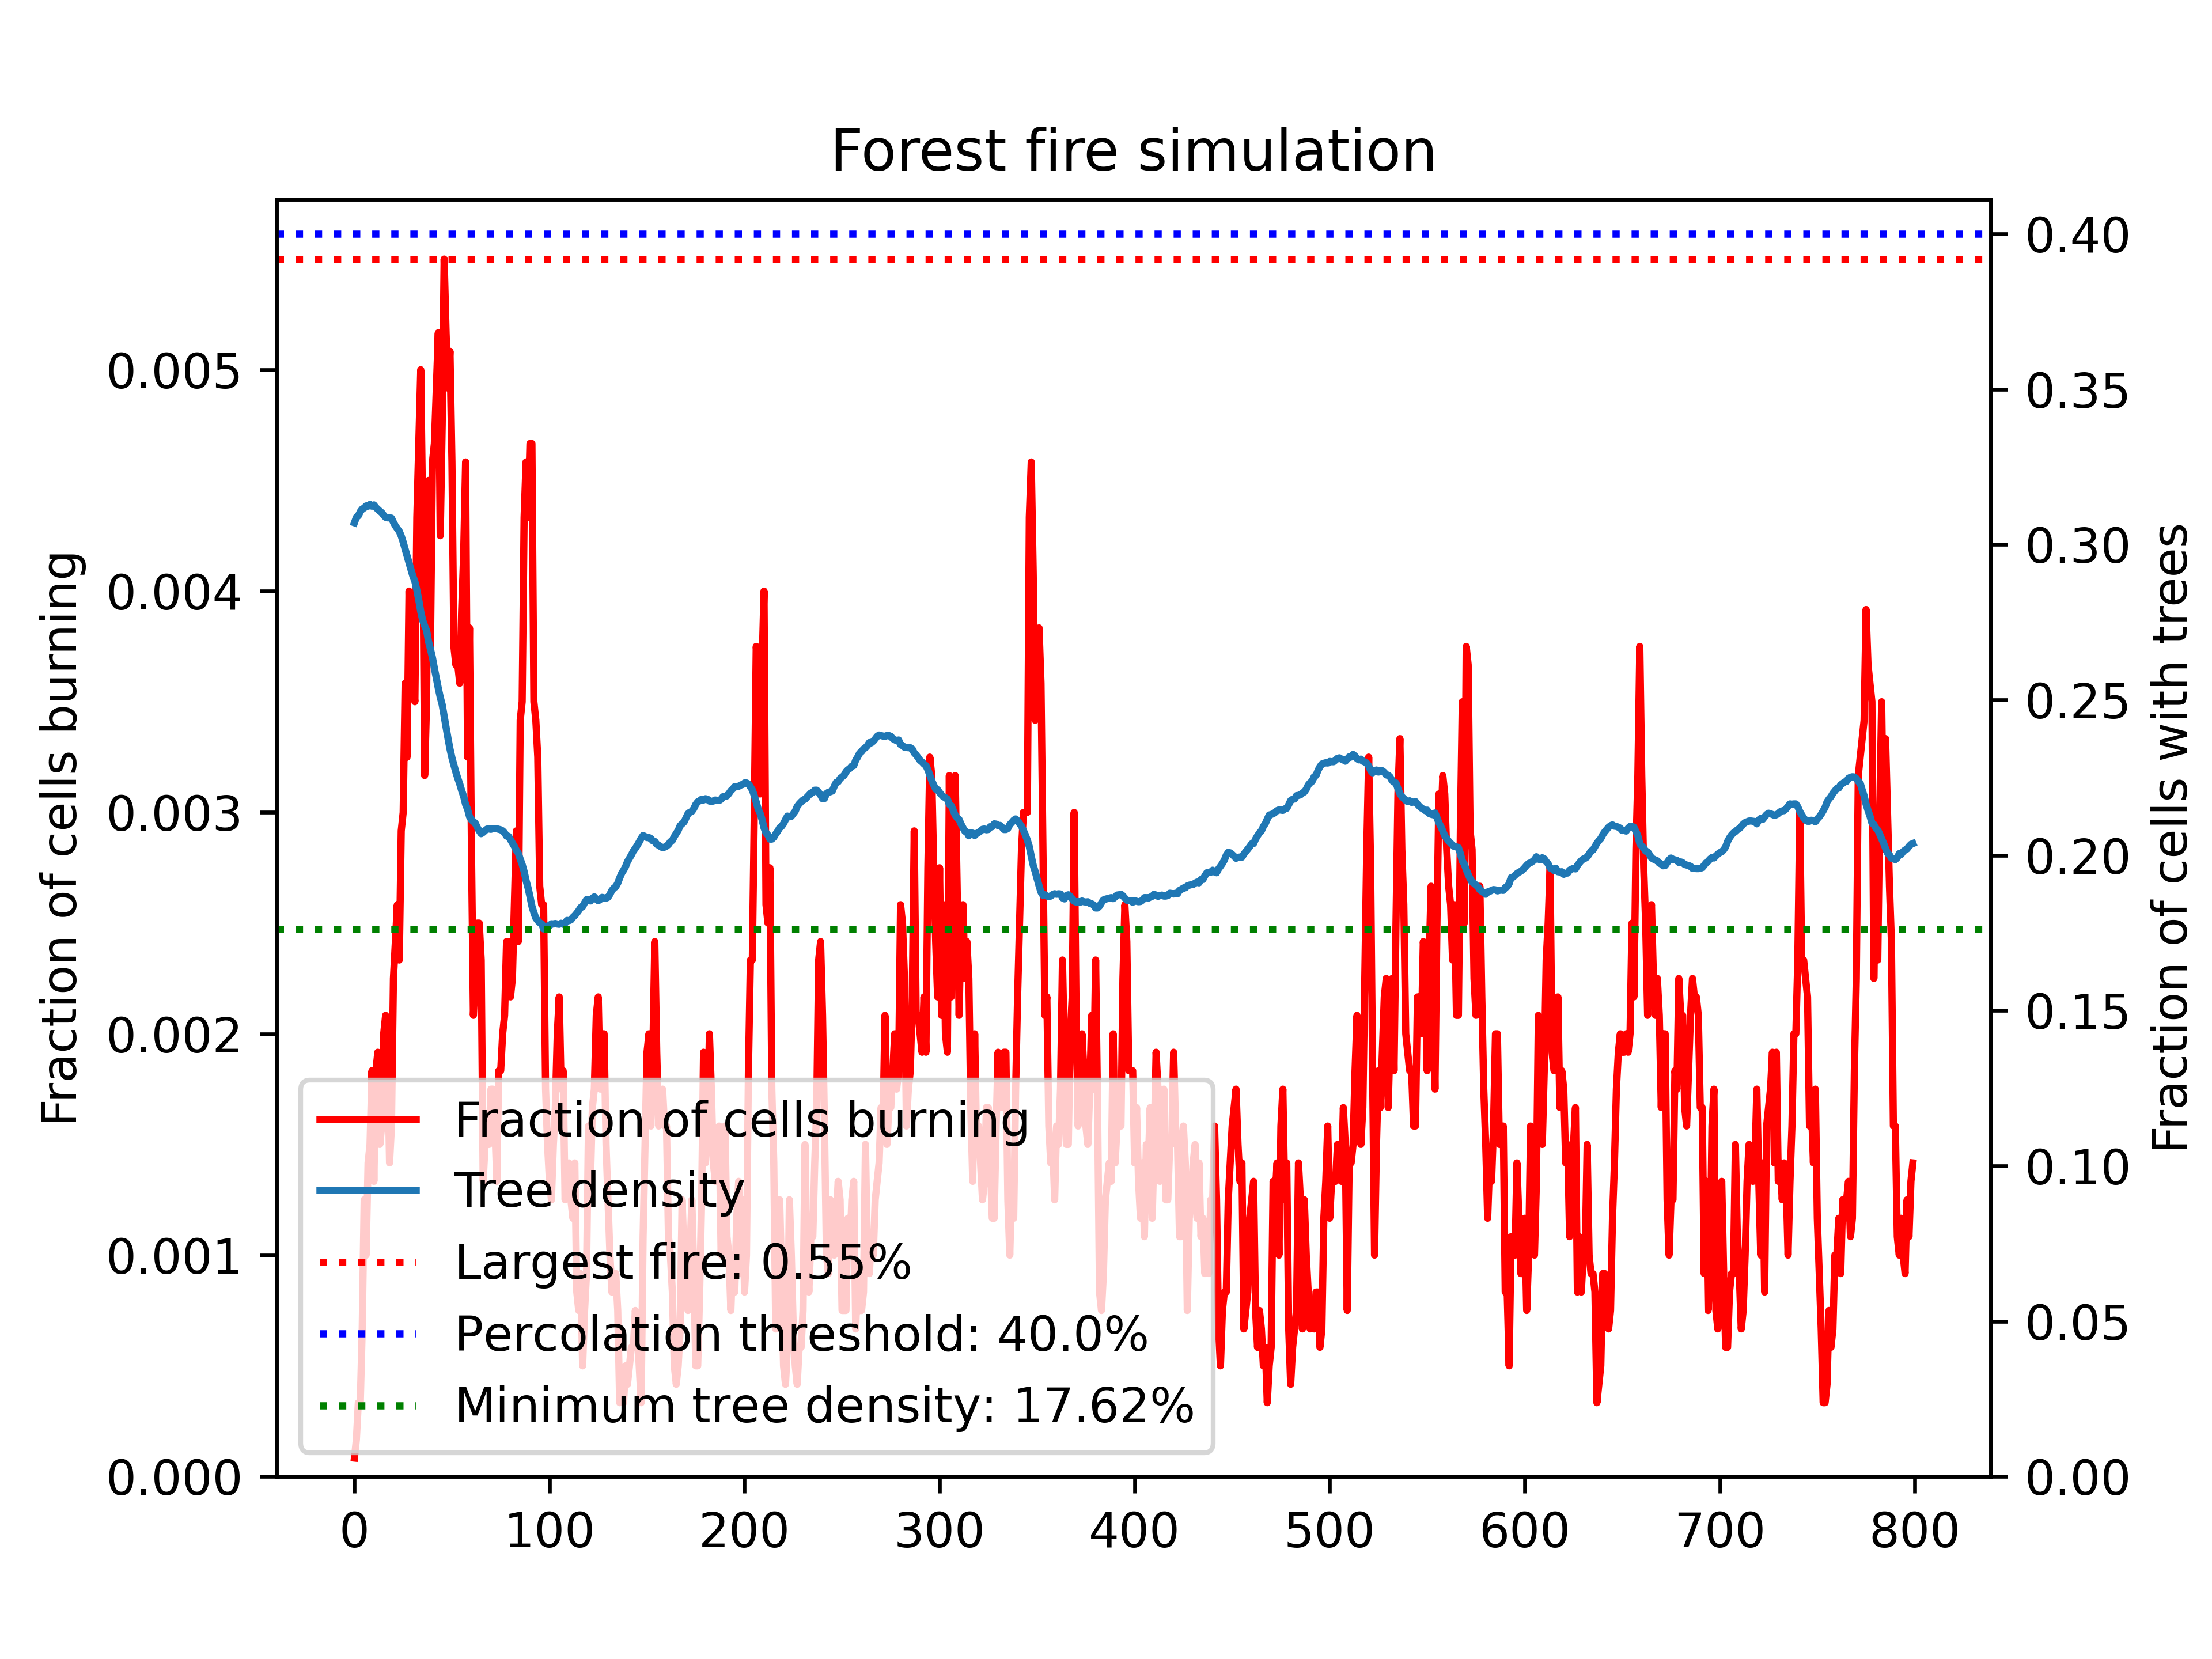 Forest fire simulation
Fraction of cells burning
0.005
0.004
0.003
0.002
0.001
0.000
0.40
0.35
0.30
0.25
0.20
0.15
0.10
0.05
0.00
Fraction of cells with trees
Fraction of cells burning
Tree density
Largest fire: 0.55%
Percolation threshold: 40.0%
Minimum tree density: 17.62%
0 100 200 300 400 500 600 700 800